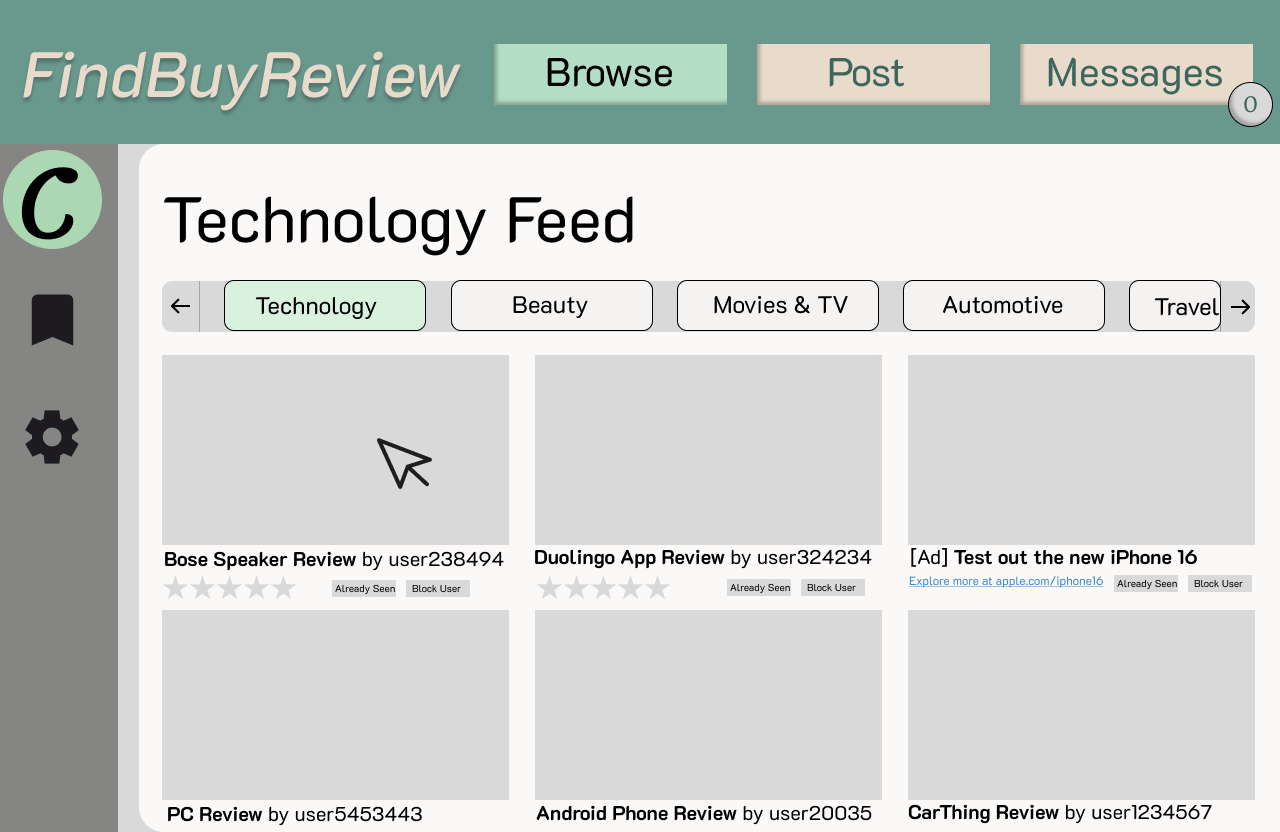 FindBuyReview
Browse
Post
Messages
0
C
Technology Feed
Technology
Beauty
Movies & TV
Automotive
Travel
Bose Speaker Review by user238494
Already Seen
Block User
Duolingo App Review by user324234
Already Seen
Block User
[Ad] Test out the new iPhone 16
Explore more at apple.com/iphone16
Already Seen
Block User
PC Review by user5453443
Android Phone Review by user20035
CarThing Review by user1234567